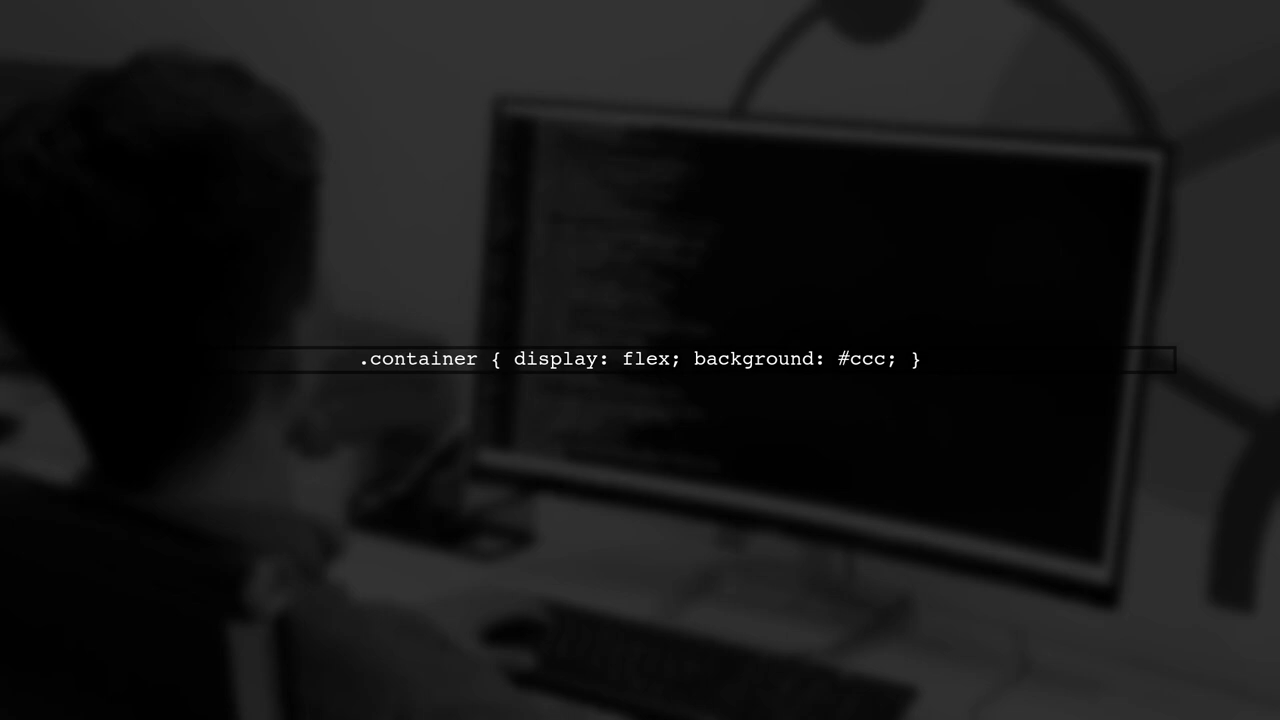 .container { display: flex; background: #ccc; }